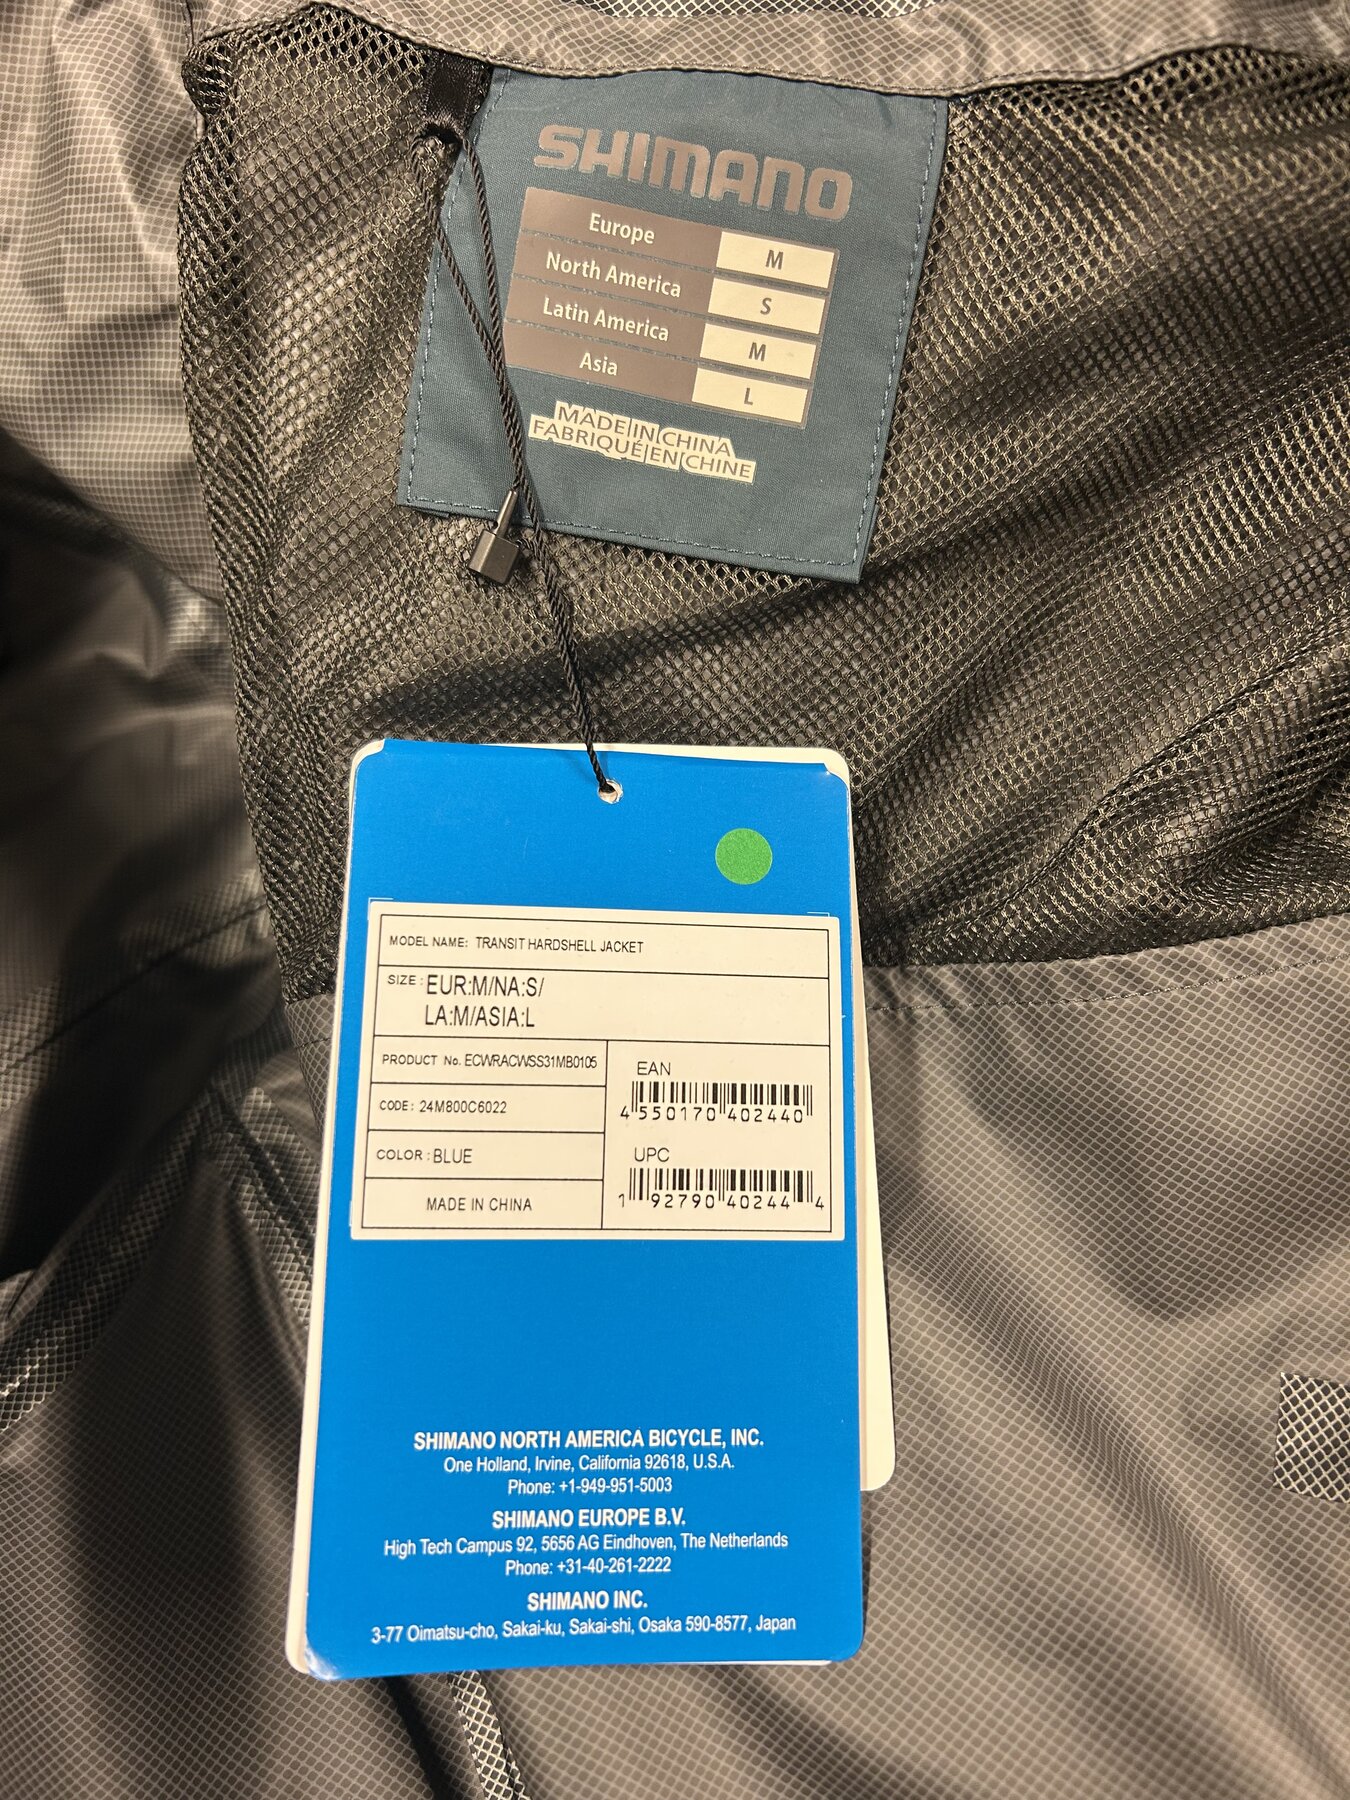 SHIMANO
Europe M
North America S
Latin America M
Asia L
MADE IN CHINA
FABRIQUÉ EN CHINE
MODEL NAME: TRANSIT HARDSHELL JACKET
SIZE: EUR:M/NA:S/
LA:M/ASIA:L
PRODUCT No. ECWRACWSS31MB0105
CODE: 24M800C6022
COLOR: BLUE
MADE IN CHINA
EAN
4 550170 402440
UPC
1 92790 40244 4
SHIMANO NORTH AMERICA BICYCLE, INC.
One Holland, Irvine, California 92618, U.S.A.
Phone: +1-949-951-5003
SHIMANO EUROPE B.V.
High Tech Campus 92, 5656 AG Eindhoven, The Netherlands
Phone: +31-40-261-2222
SHIMANO INC.
3-77 Oimatsu-cho, Sakai-ku, Sakai-shi, Osaka 590-8577, Japan